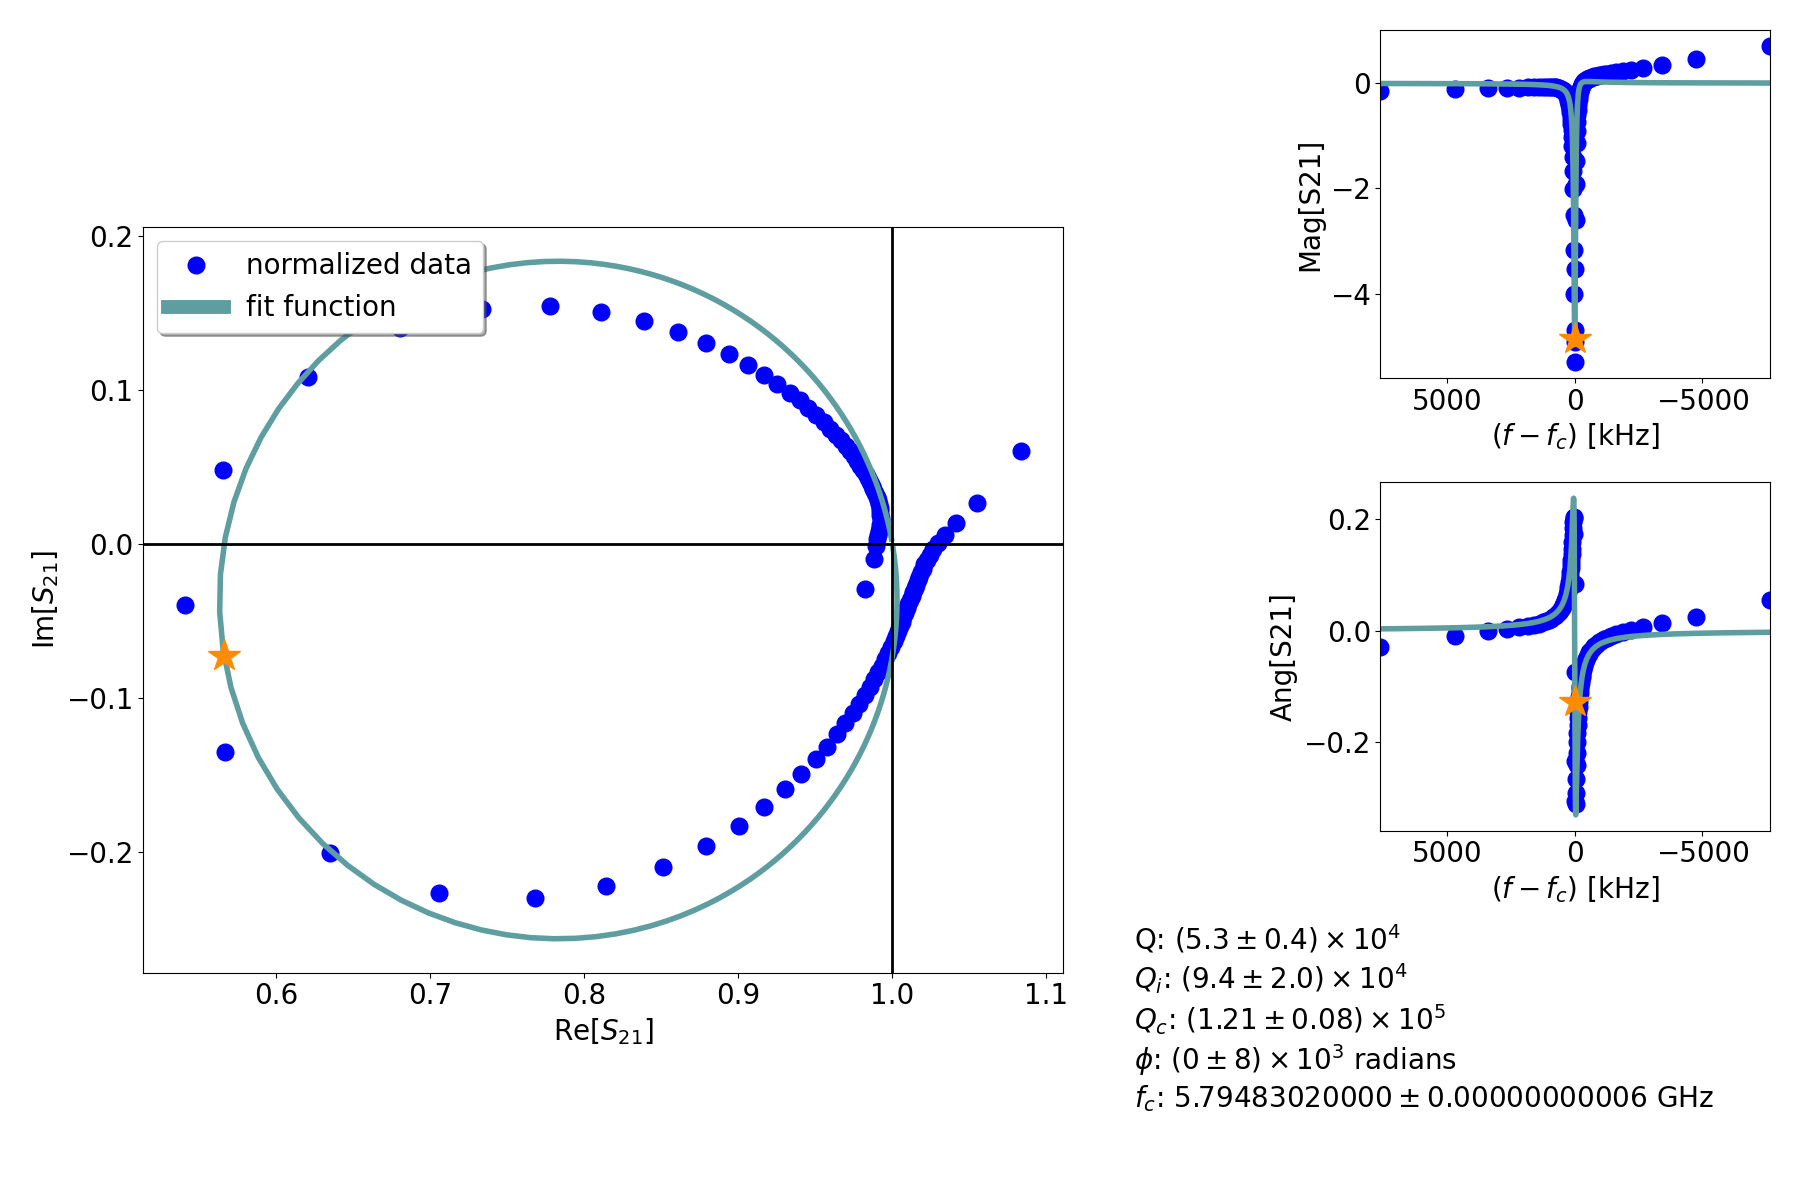 normalized data
fit function
0.2
0.1
0.0
−0.1
−0.2
Im[S21]
0.6 0.7 0.8 0.9 1.0 1.1
Re[S21]
0
−2
−4
Mag[S21]
5000 0 −5000
(f − fc) [kHz]
0.2
0.0
−0.2
Ang[S21]
5000 0 −5000
(f − fc) [kHz]
Q: (5.3 ± 0.4) × 10^4
Qi: (9.4 ± 2.0) × 10^4
Qc: (1.21 ± 0.08) × 10^5
ϕ: (0 ± 8) × 10^3 radians
fc: 5.79483020000 ± 0.00000000006 GHz